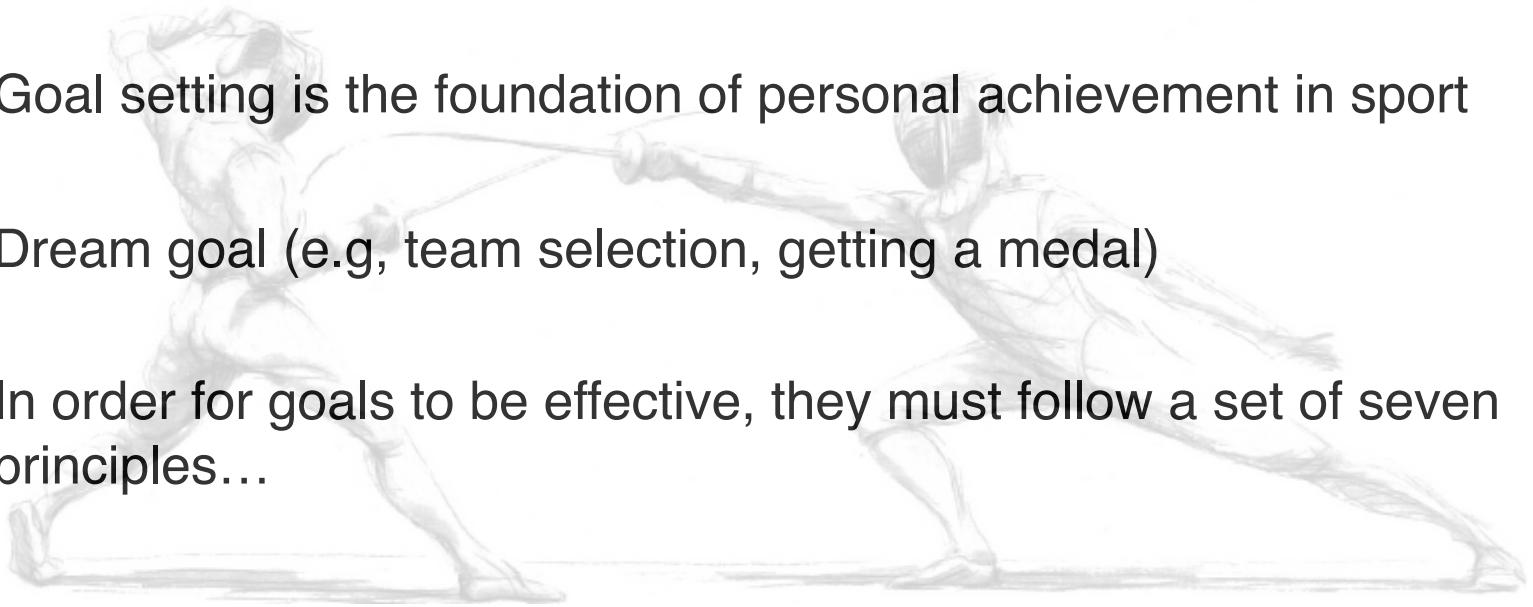 Goal setting is the foundation of personal achievement in sport
Dream goal (e.g, team selection, getting a medal)
In order for goals to be effective, they must follow a set of seven
principles…